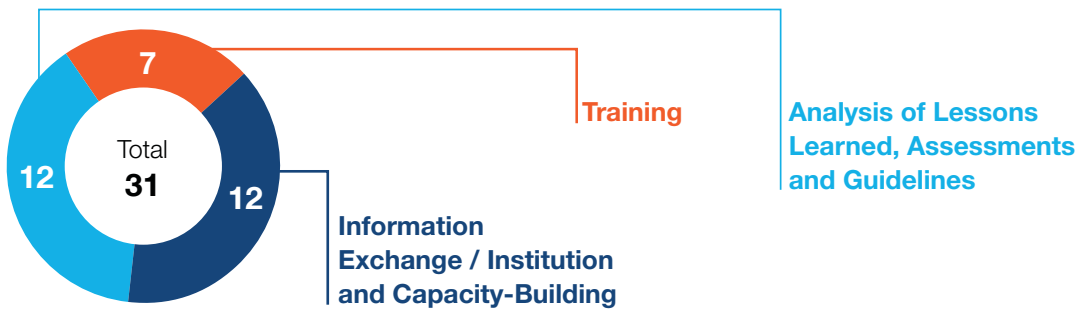 7
Total
31
12
12
Training
Analysis of Lessons
Learned, Assessments
and Guidelines
Information
Exchange / Institution
and Capacity-Building